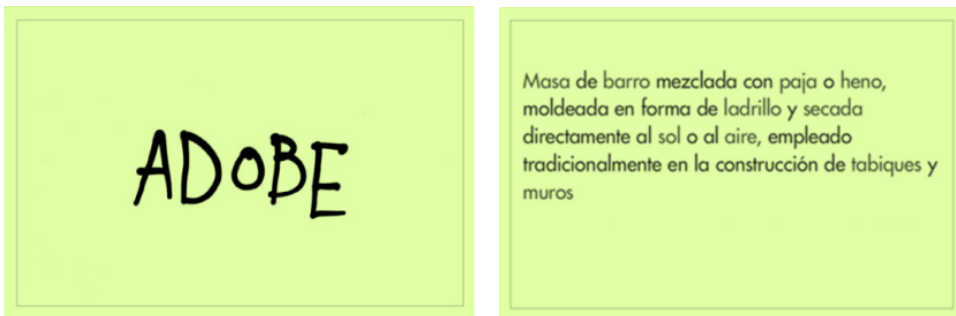 ADOBE
Masa de barro mezclada con paja o heno,
moldeada en forma de ladrillo y secada
directamente al sol o al aire, empleado
tradicionalmente en la construcción de tabiques y
muros